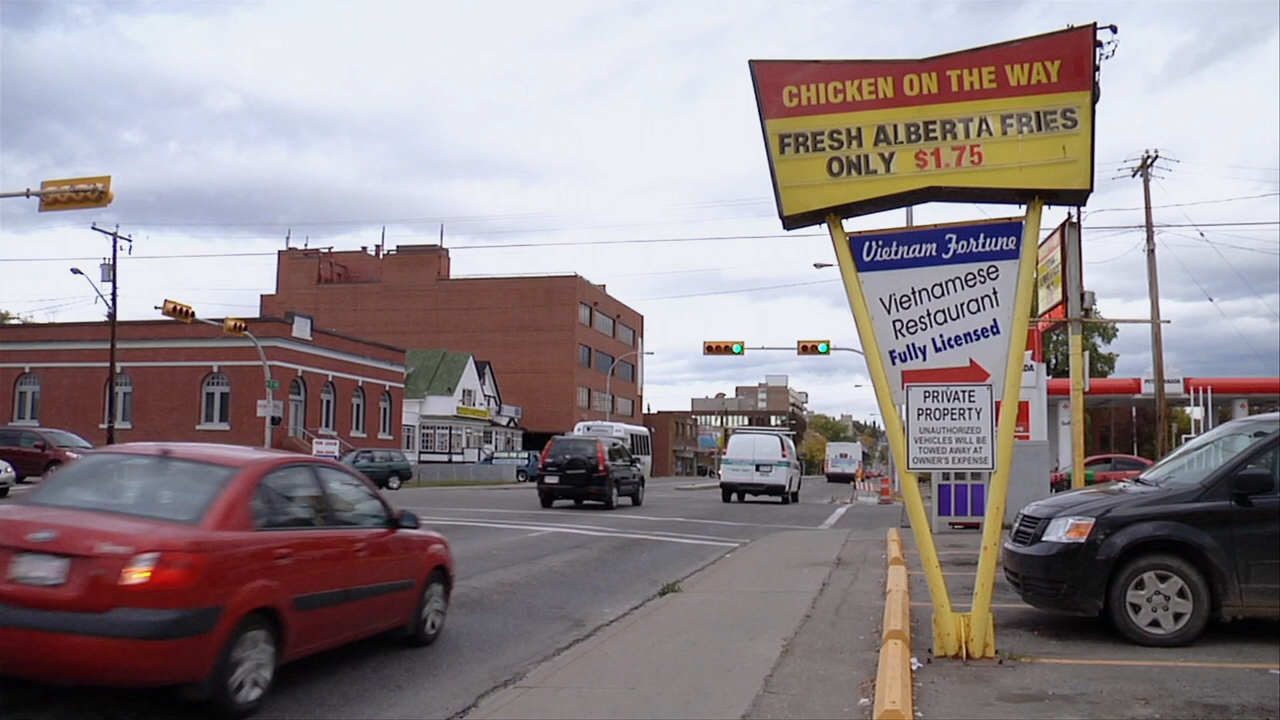 CHICKEN ON THE WAY
FRESH ALBERTA FRIES
ONLY $1.75
Vietnam Fortune
Vietnamese
Restaurant
Fully Licensed
PRIVATE
PROPERTY
UNAUTHORIZED
VEHICLES WILL BE
TOWED AWAY AT
OWNER'S EXPENSE